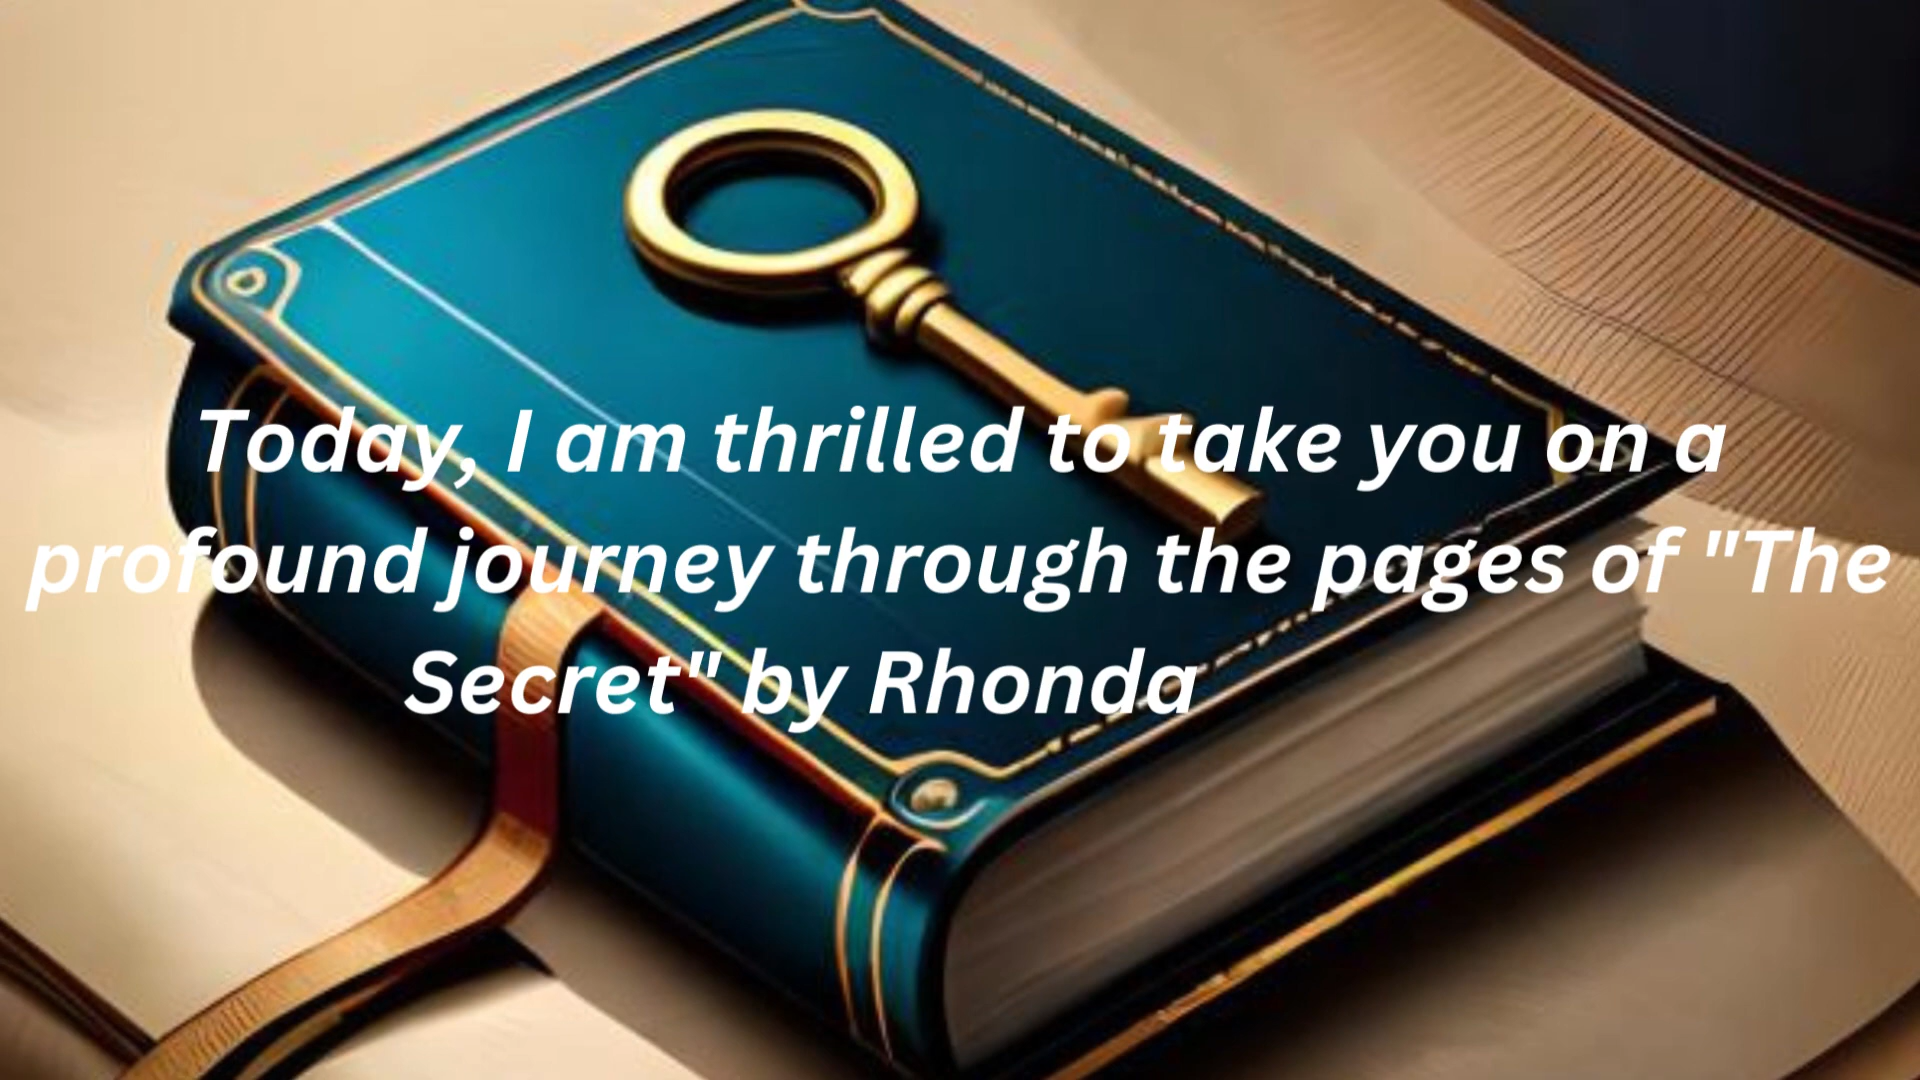 Today, I am thrilled to take you on a
profound journey through the pages of "The
Secret" by Rhonda